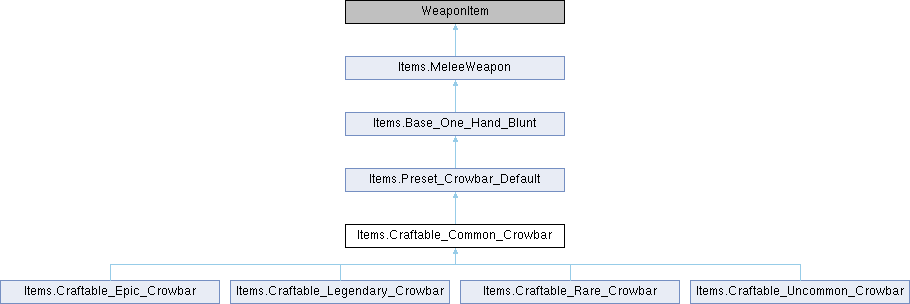 WeaponItem
Items.MeleeWeapon
Items.Base_One_Hand_Blunt
Items.Preset_Crowbar_Default
Items.Craftable_Common_Crowbar
Items.Craftable_Epic_Crowbar
Items.Craftable_Legendary_Crowbar
Items.Craftable_Rare_Crowbar
Items.Craftable_Uncommon_Crowbar